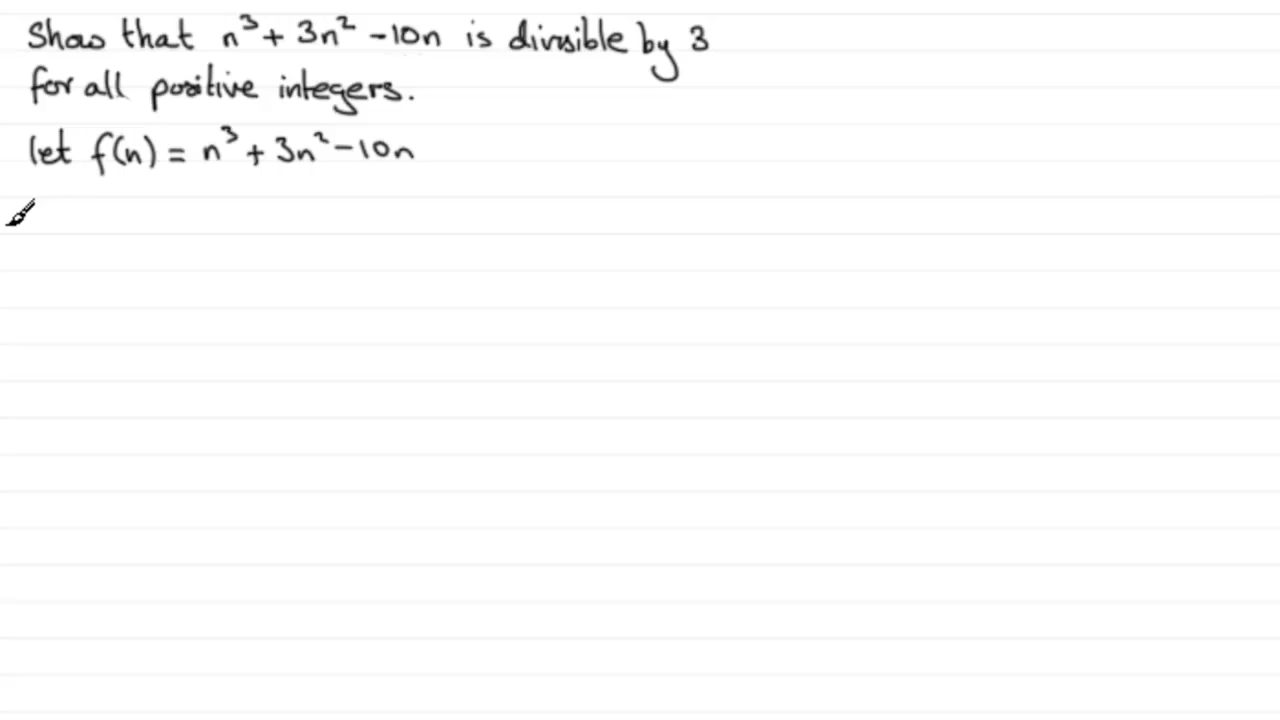 Show that n³ + 3n² - 10n is divisible by 3
for all positive integers.
let f(n) = n³ + 3n² - 10n